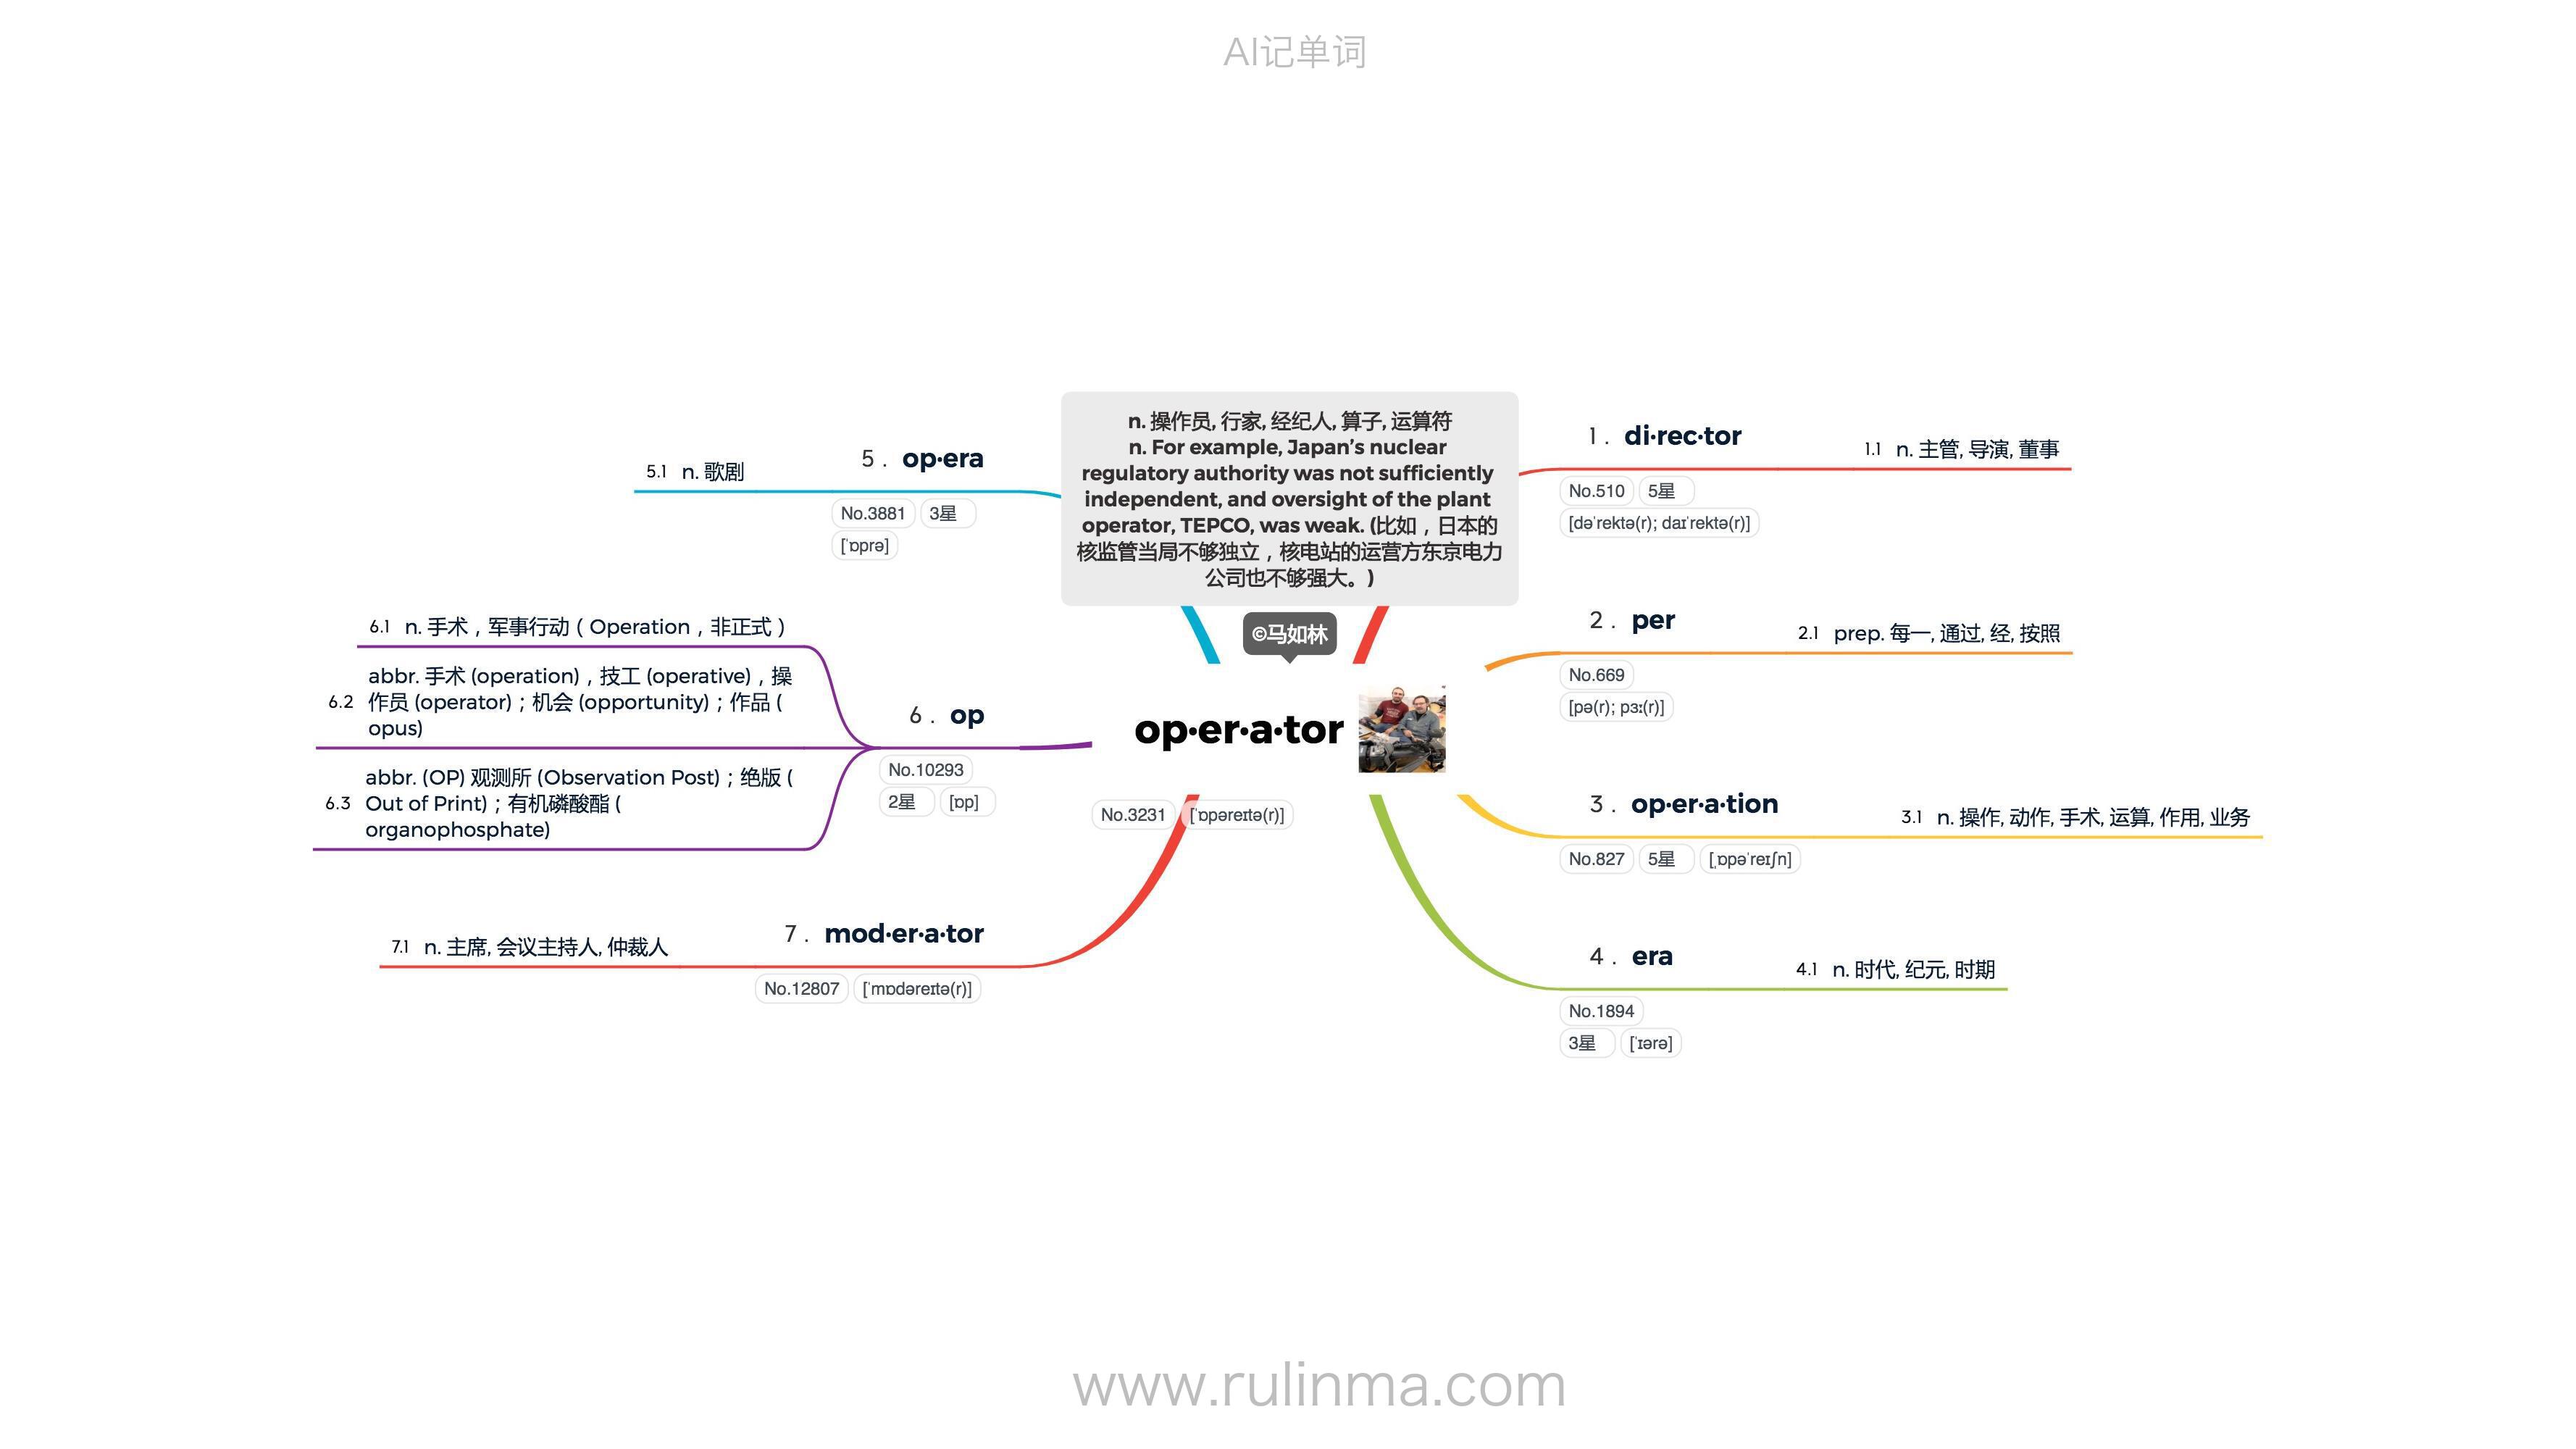 AI记单词
n. 操作员, 行家, 经纪人, 算子, 运算符
n. For example, Japan’s nuclear
regulatory authority was not sufficiently
independent, and oversight of the plant
operator, TEPCO, was weak. (比如，日本的
核监管当局不够独立，核电站的运营方东京电力
公司也不够强大。)
©马如林
op·er·a·tor
No.3231 [ˈɒpəreɪtə(r)]
1. di·rec·tor
1.1 n. 主管, 导演, 董事
No.510 5星
[dəˈrektə(r); daɪˈrektə(r)]
2. per
2.1 prep. 每一, 通过, 经, 按照
No.669
[pə(r); pɜː(r)]
3. op·er·a·tion
3.1 n. 操作, 动作, 手术, 运算, 作用, 业务
No.827 5星 [ˌɒpəˈreɪʃn]
4. era
4.1 n. 时代, 纪元, 时期
No.1894
3星 [ˈɪərə]
5. op·era
5.1 n. 歌剧
No.3881 3星
[ˈɒprə]
6. op
No.10293
2星 [ɒp]
6.1 n. 手术，军事行动（Operation，非正式）
6.2 abbr. 手术 (operation)，技工 (operative)，操
作员 (operator)；机会 (opportunity)；作品 (
opus)
6.3 abbr. (OP) 观测所 (Observation Post)；绝版 (
Out of Print)；有机磷酸酯 (
organophosphate)
7. mod·er·a·tor
7.1 n. 主席, 会议主持人, 仲裁人
No.12807 [ˈmɒdəreɪtə(r)]
www.rulinma.com